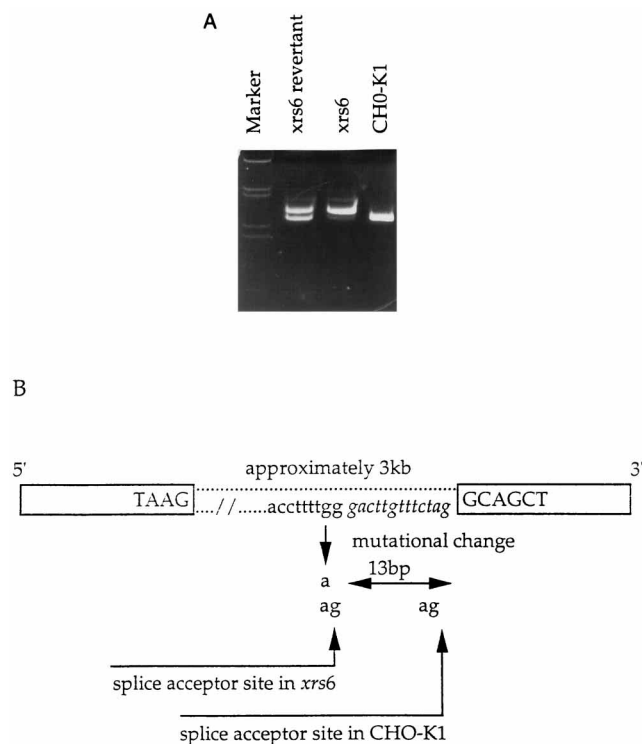 A
Marker
xrs6 revertant
xrs6
CH0-K1
B
5' 3'
approximately 3kb
TAAG ....//......accttttgg gacttgtttctag GCAGCT
mutational change
13bp
a
ag ag
splice acceptor site in xrs6
splice acceptor site in CHO-K1